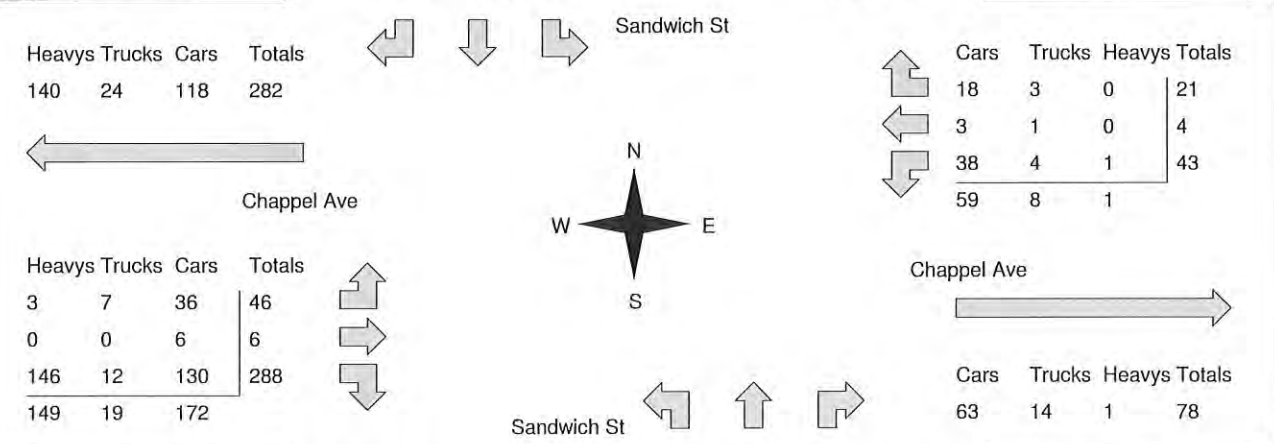 Sandwich St
Heavys Trucks Cars Totals
140 24 118 282
Chappel Ave
Heavys Trucks Cars Totals
3 7 36 46
0 0 6 6
146 12 130 288
149 19 172
N
W E
S
Sandwich St
Cars Trucks Heavys Totals
18 3 0 21
3 1 0 4
38 4 1 43
59 8 1
Chappel Ave
Cars Trucks Heavys Totals
63 14 1 78